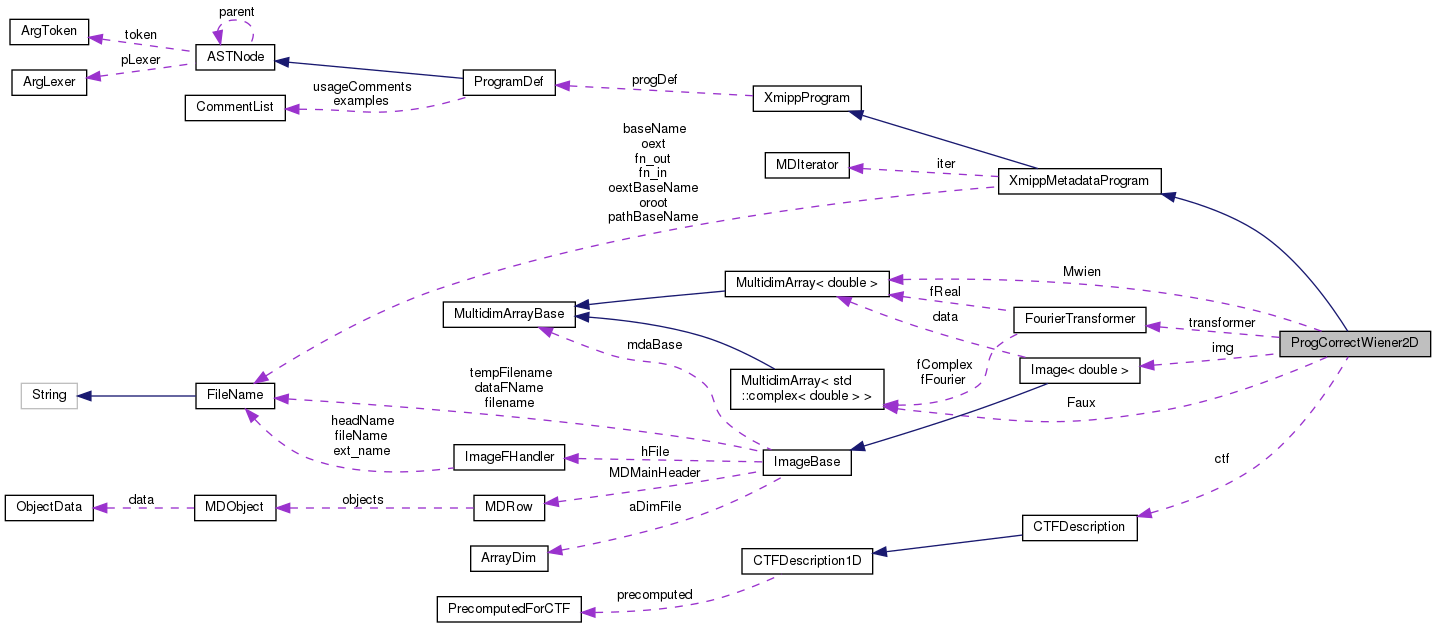 parent
ArgToken
token
ASTNode
pLexer
ArgLexer
ProgramDef
progDef
XmippProgram
usageComments
examples
CommentList
baseName
oext
fn_out
fn_in
oextBaseName
oroot
pathBaseName
MDIterator
iter
XmippMetadataProgram
MultidimArray< double >
Mwien
fReal
MultidimArrayBase
data
FourierTransformer
transformer
ProgCorrectWiener2D
mdaBase
img
fComplex
fFourier
Image< double >
tempFilename
dataFName
filename
MultidimArray< std
::complex< double > >
String
FileName
Faux
headName
fileName
ext_name
ImageFHandler
hFile
ImageBase
ctf
MDMainHeader
ObjectData
data
MDObject
objects
MDRow
aDimFile
CTFDescription
ArrayDim
CTFDescription1D
precomputed
PrecomputedForCTF